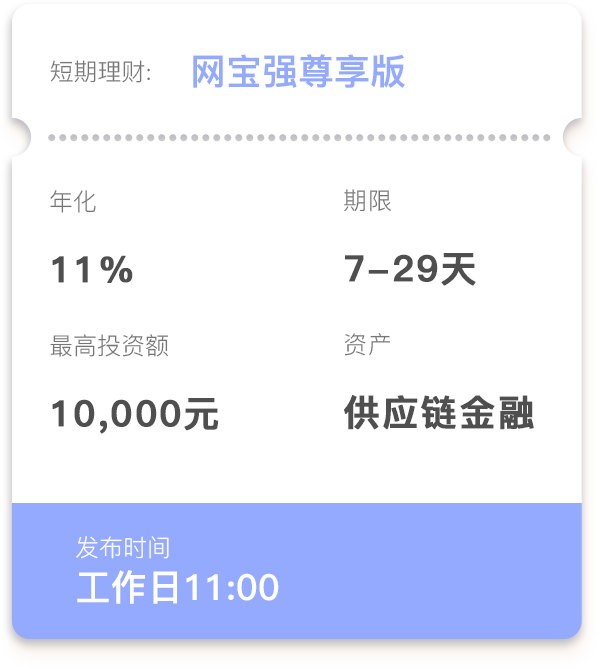 短期理财: 网宝强尊享版
年化 期限
11% 7-29天
最高投资额 资产
10,000元 供应链金融
发布时间
工作日11:00